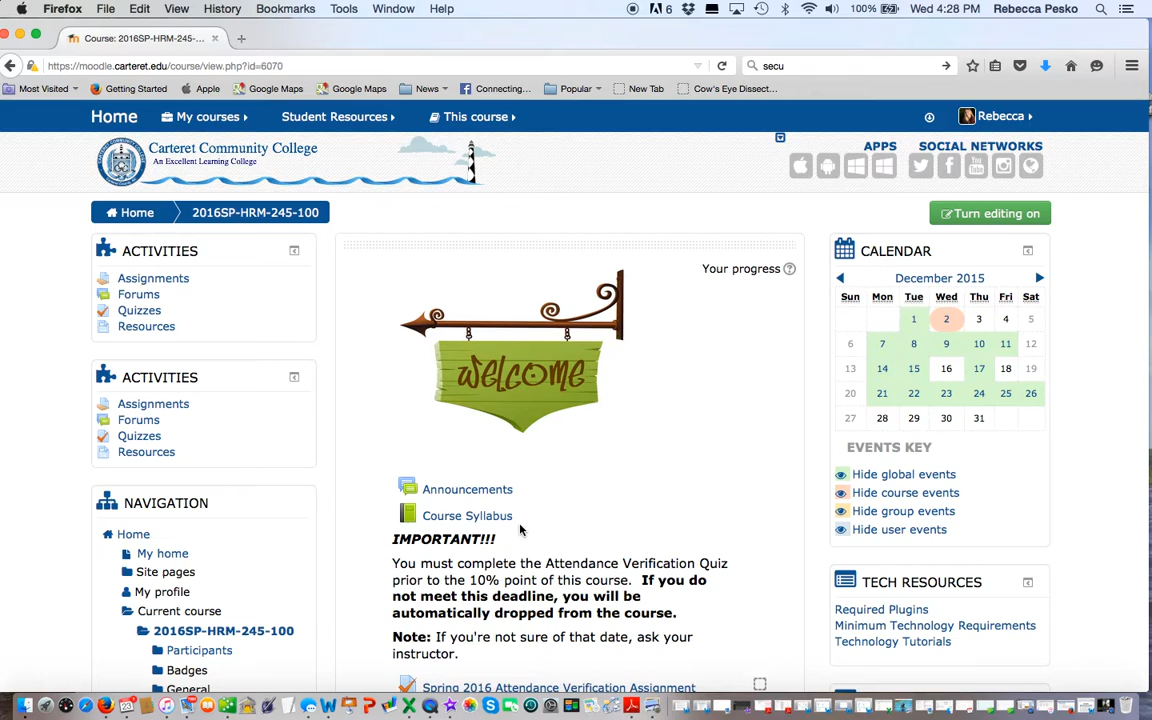 Firefox File Edit View History Bookmarks Tools Window Help 6 100% Wed 4:28 PM Rebecca Pesko
Course: 2016SP-HRM-245-...
https://moodle.carteret.edu/course/view.php?id=6070 secu
Most Visited Getting Started Apple Google Maps Google Maps News Connecting... Popular New Tab Cow's Eye Dissect...
Home My courses Student Resources This course Rebecca
Carteret Community College
An Excellent Learning College
APPS SOCIAL NETWORKS
Home 2016SP-HRM-245-100 Turn editing on
ACTIVITIES
Assignments
Forums
Quizzes
Resources
ACTIVITIES
Assignments
Forums
Quizzes
Resources
NAVIGATION
Home
My home
Site pages
My profile
Current course
2016SP-HRM-245-100
Participants
Badges
General
Your progress
WELCOME
Announcements
Course Syllabus
IMPORTANT!!!
You must complete the Attendance Verification Quiz
prior to the 10% point of this course. If you do
not meet this deadline, you will be
automatically dropped from the course.
Note: If you're not sure of that date, ask your
instructor.
Spring 2016 Attendance Verification Assignment
CALENDAR
December 2015
Sun Mon Tue Wed Thu Fri Sat
1 2 3 4 5
6 7 8 9 10 11 12
13 14 15 16 17 18 19
20 21 22 23 24 25 26
27 28 29 30 31
EVENTS KEY
Hide global events
Hide course events
Hide group events
Hide user events
TECH RESOURCES
Required Plugins
Minimum Technology Requirements
Technology Tutorials